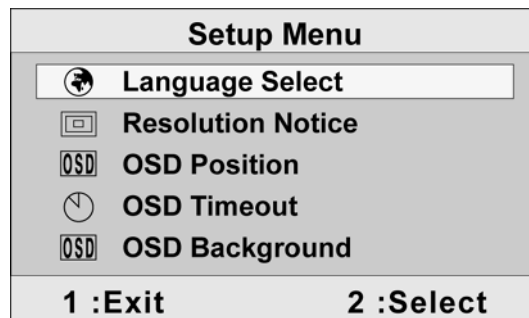 Setup Menu
Language Select
Resolution Notice
OSD OSD Position
OSD Timeout
OSD OSD Background
1 :Exit 2 :Select